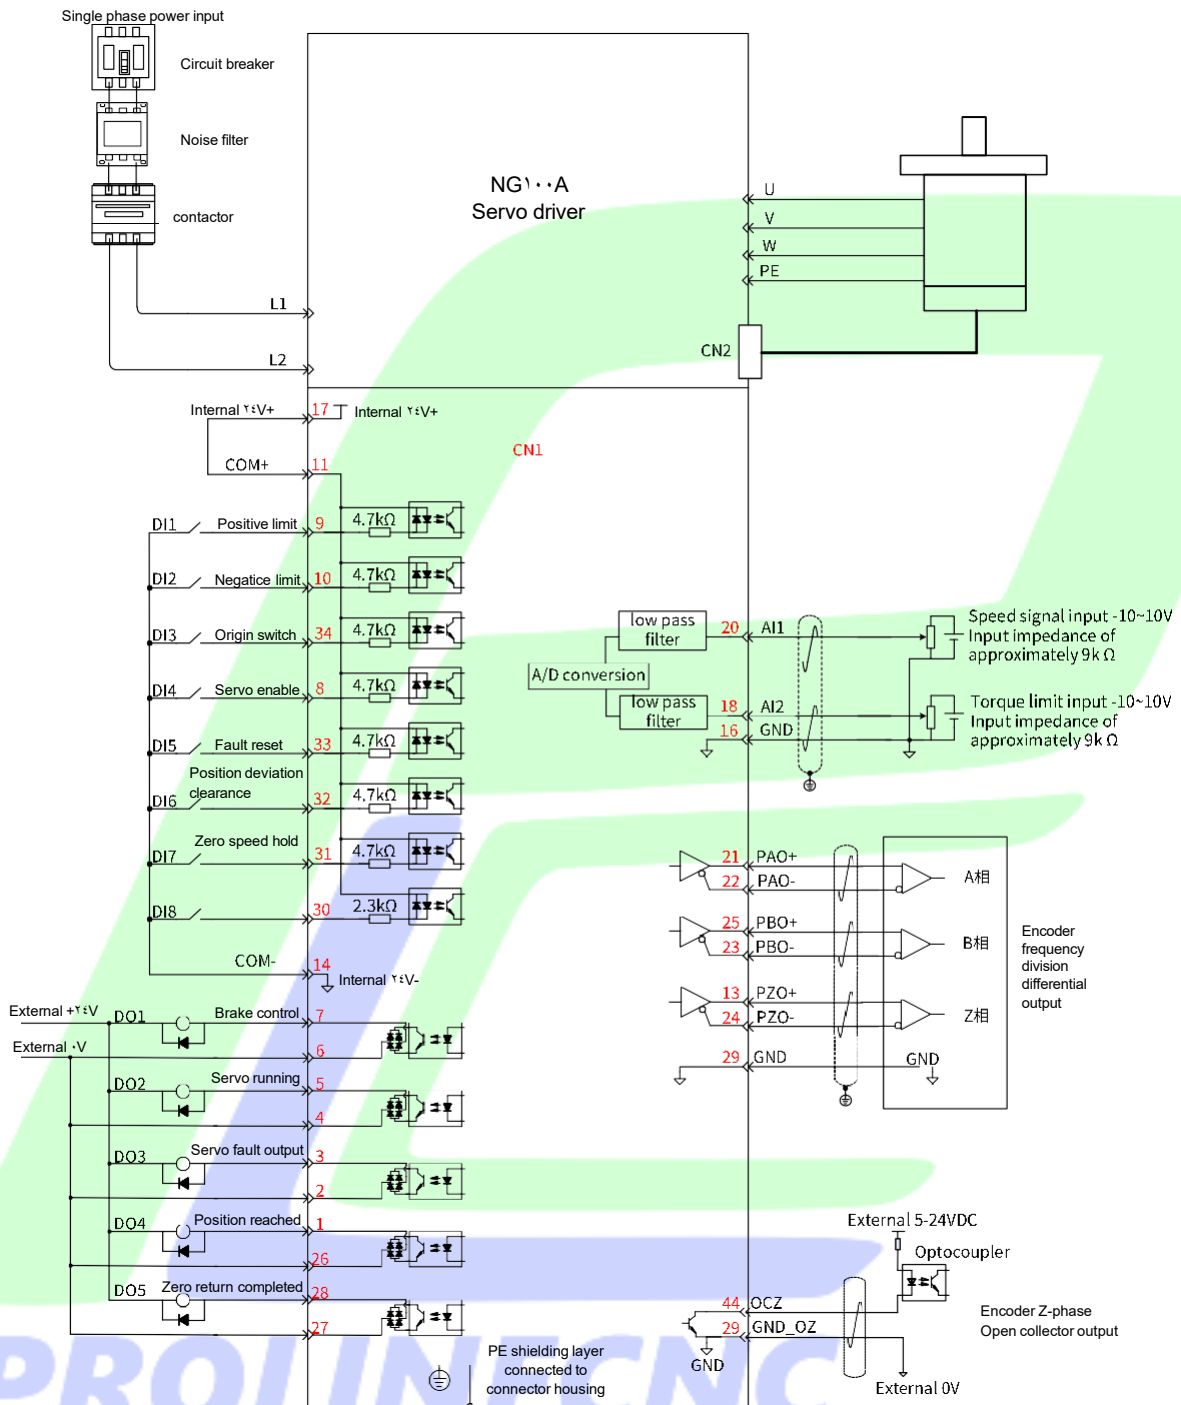 Single phase power input
Circuit breaker
Noise filter
contactor
NG۱۰۰A
Servo driver
L1
L2
U
V
W
PE
CN2
Internal ۲٤V+
17
Internal ۲٤V+
COM+
11
CN1
DI1
Positive limit
9
4.7kΩ
DI2
Negatice limit
10
4.7kΩ
DI3
Origin switch
34
4.7kΩ
DI4
Servo enable
8
4.7kΩ
DI5
Fault reset
33
4.7kΩ
Position deviation
clearance
DI6
32
4.7kΩ
Zero speed hold
DI7
31
4.7kΩ
DI8
30
2.3kΩ
COM-
14
Internal ۲٤V-
External +۲٤V
DO1
Brake control
7
External ۰V
6
DO2
Servo running
5
4
DO3
Servo fault output
3
2
DO4
Position reached
1
26
DO5
Zero return completed
28
27
PE shielding layer
connected to
connector housing
low pass
filter
20
AI1
A/D conversion
low pass
filter
18
AI2
16
GND
Speed signal input -10~10V
Input impedance of
approximately 9k Ω
Torque limit input -10~10V
Input impedance of
approximately 9k Ω
21
PAO+
22
PAO-
A相
25
PBO+
23
PBO-
B相
13
PZO+
24
PZO-
Z相
29
GND
GND
Encoder
frequency
division
differential
output
External 5-24VDC
Optocoupler
44
OCZ
29
GND_OZ
GND
External 0V
Encoder Z-phase
Open collector output
PROLINECNC